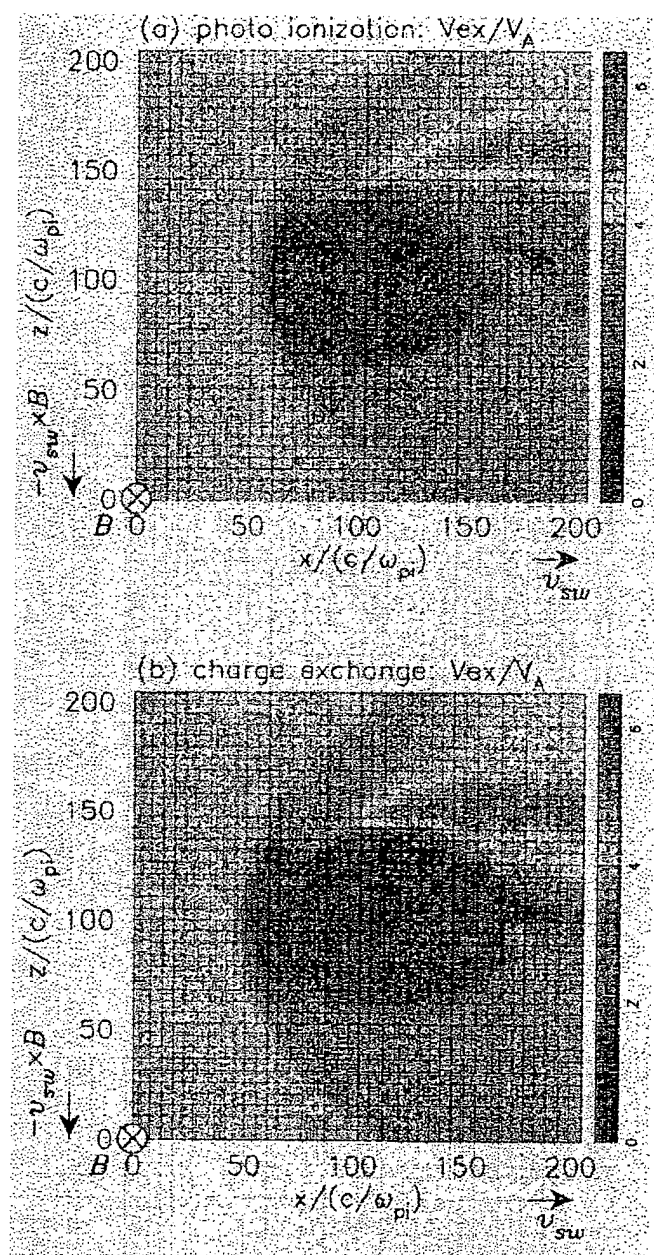 (a) photo ionization: Vex/V_A
200
150
100
50
0
z/(c/ω_pi)
-v_sw×B
B
0 50 100 150 200
x/(c/ω_pi)
v_sw
6
4
2
0
(b) charge exchange: Vex/V_A
200
150
100
50
0
z/(c/ω_pi)
-v_sw×B
B
0 50 100 150 200
x/(c/ω_pi)
v_sw
6
4
2
0